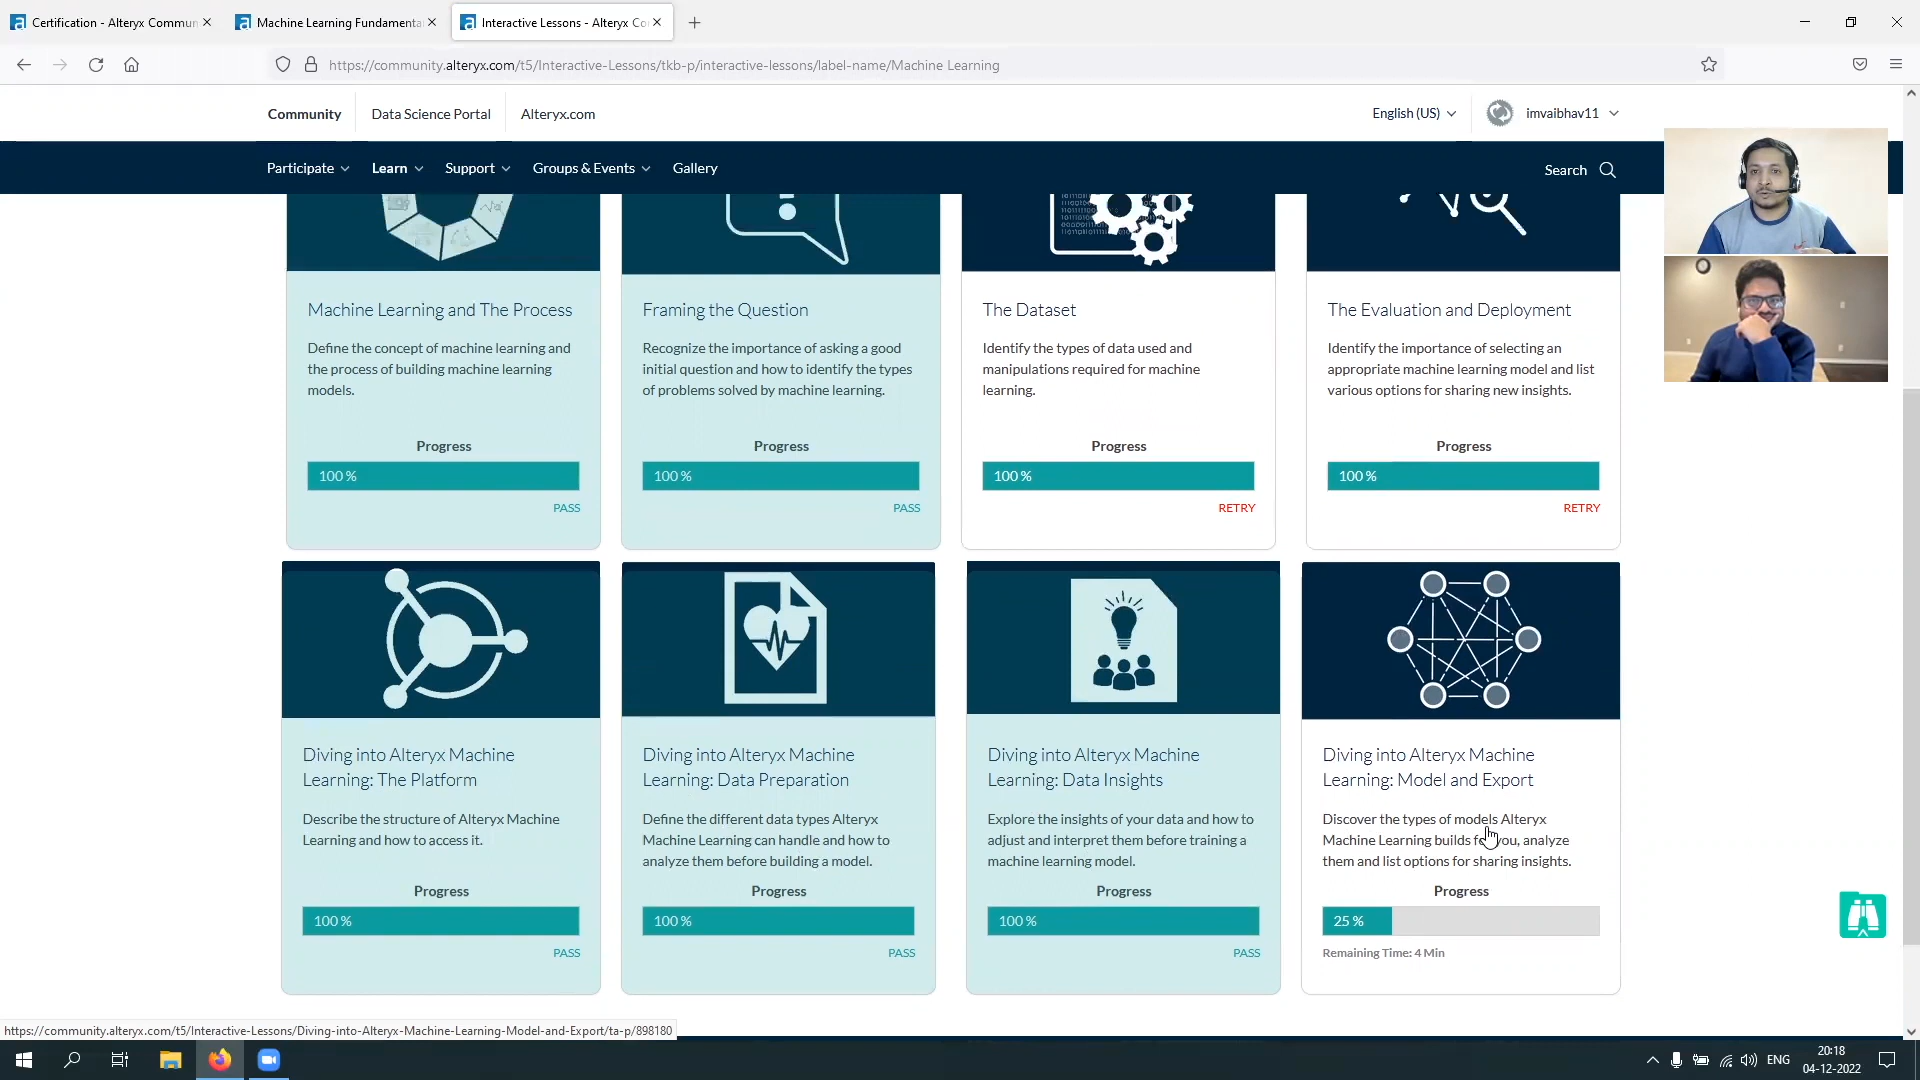 Certification - Alteryx Commun
Machine Learning Fundamenta
Interactive Lessons - Alteryx Co
https://community.alteryx.com/t5/Interactive-Lessons/tkb-p/interactive-lessons/label-name/Machine Learning
Community
Data Science Portal
Alteryx.com
English (US)
imvaibhav11
Participate
Learn
Support
Groups & Events
Gallery
Search
Machine Learning and The Process
Define the concept of machine learning and
the process of building machine learning
models.
Progress
100 %
PASS
Framing the Question
Recognize the importance of asking a good
initial question and how to identify the types
of problems solved by machine learning.
Progress
100 %
PASS
The Dataset
Identify the types of data used and
manipulations required for machine
learning.
Progress
100 %
RETRY
The Evaluation and Deployment
Identify the importance of selecting an
appropriate machine learning model and list
various options for sharing new insights.
Progress
100 %
RETRY
Diving into Alteryx Machine
Learning: The Platform
Describe the structure of Alteryx Machine
Learning and how to access it.
Progress
100 %
PASS
Diving into Alteryx Machine
Learning: Data Preparation
Define the different data types Alteryx
Machine Learning can handle and how to
analyze them before building a model.
Progress
100 %
PASS
Diving into Alteryx Machine
Learning: Data Insights
Explore the insights of your data and how to
adjust and interpret them before training a
machine learning model.
Progress
100 %
PASS
Diving into Alteryx Machine
Learning: Model and Export
Discover the types of models Alteryx
Machine Learning builds for you, analyze
them and list options for sharing insights.
Progress
25 %
Remaining Time: 4 Min
https://community.alteryx.com/t5/Interactive-Lessons/Diving-into-Alteryx-Machine-Learning-Model-and-Export/ta-p/898180
ENG
20:18
04-12-2022